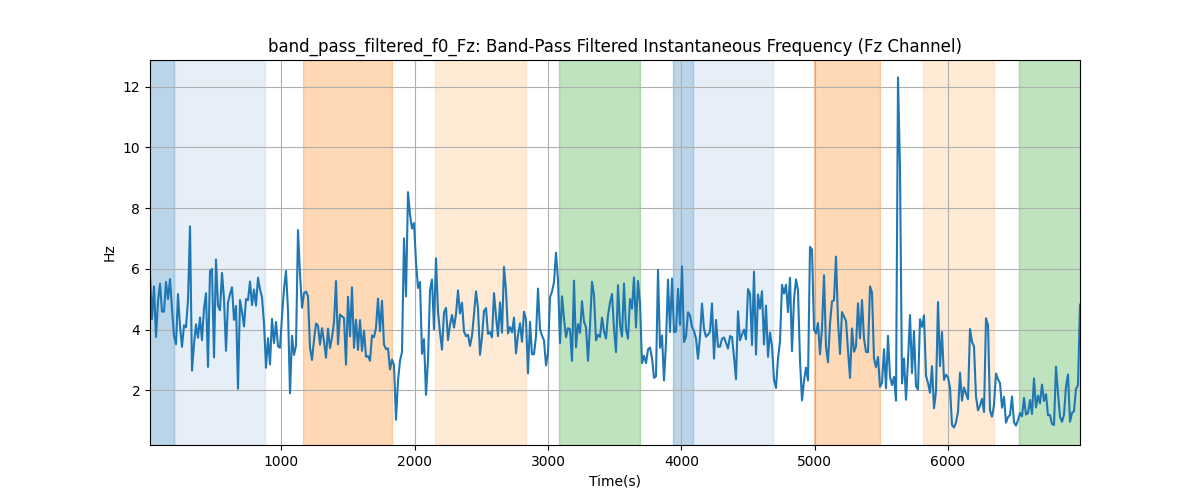 band_pass_filtered_f0_Fz: Band-Pass Filtered Instantaneous Frequency (Fz Channel)
12
10
8
6
4
2
Hz
1000 2000 3000 4000 5000 6000
Time(s)